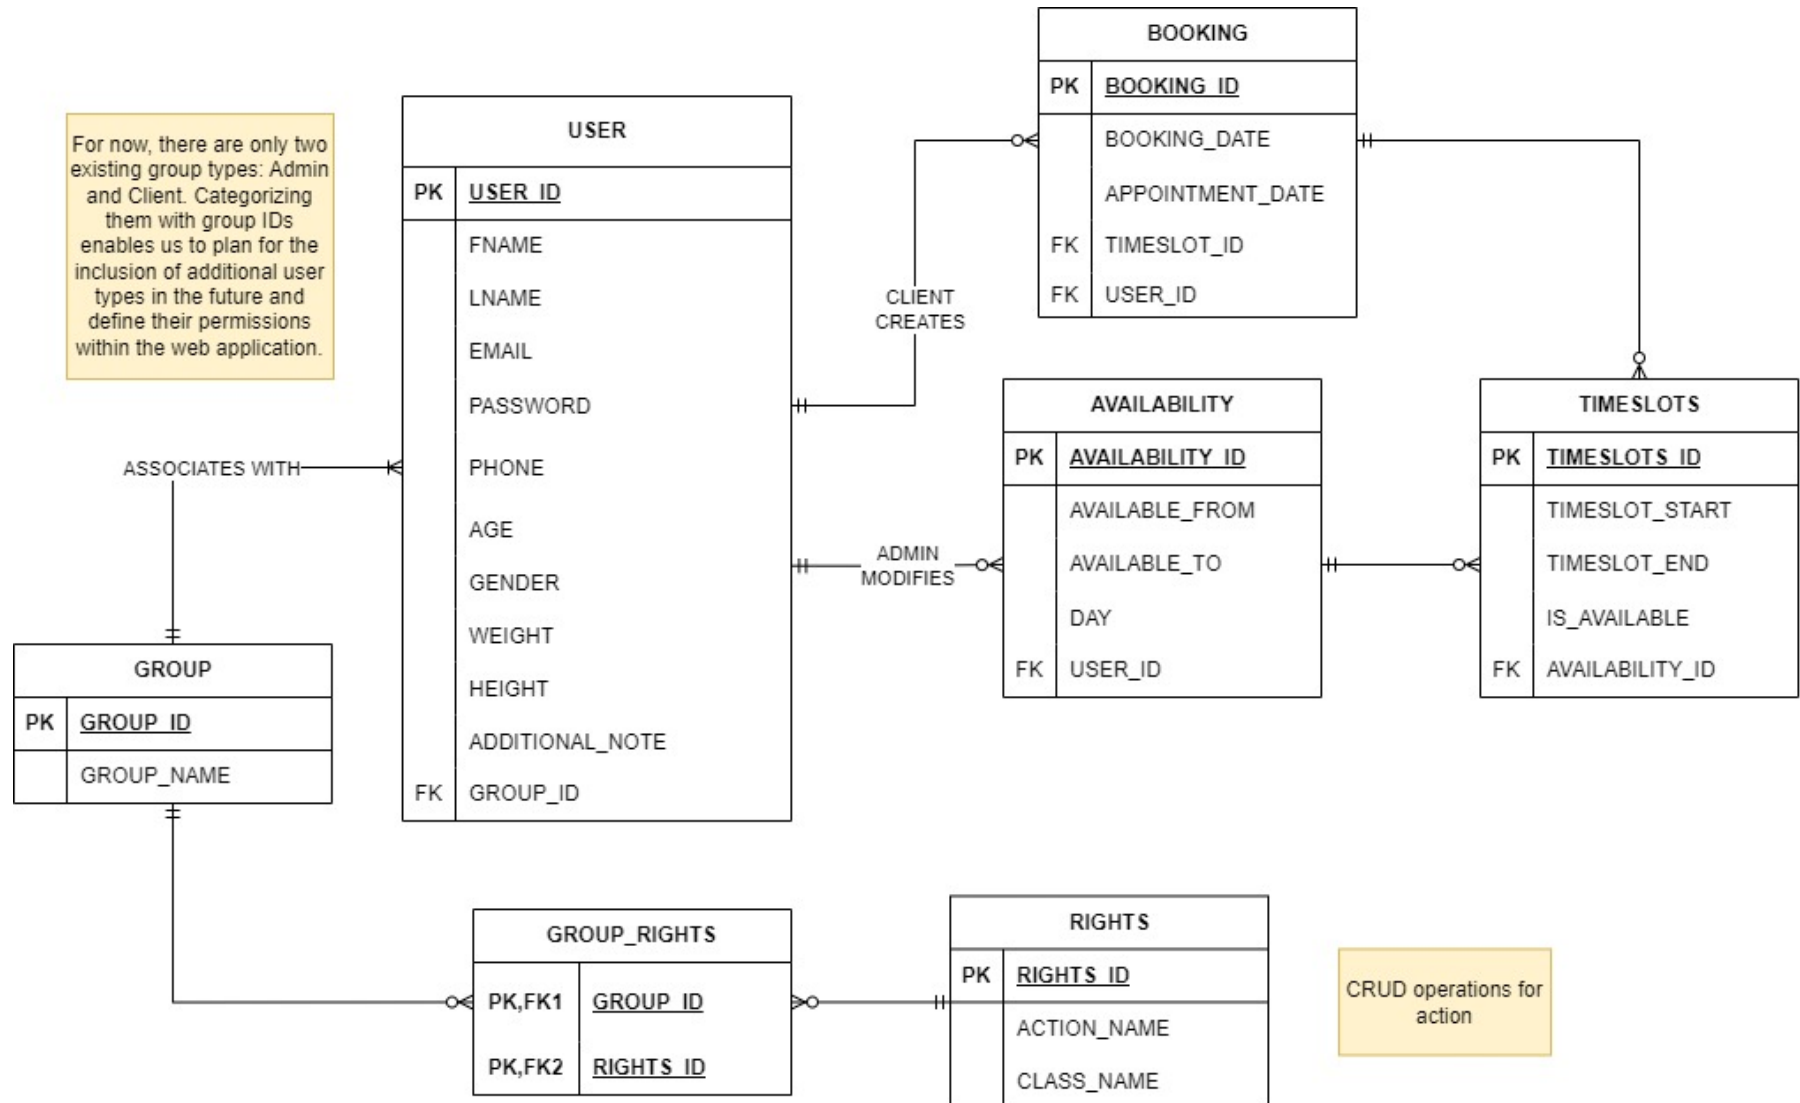 For now, there are only two
existing group types: Admin
and Client. Categorizing
them with group IDs
enables us to plan for the
inclusion of additional user
types in the future and
define their permissions
within the web application.
USER
PK USER_ID
FNAME
LNAME
EMAIL
PASSWORD
PHONE
AGE
GENDER
WEIGHT
HEIGHT
ADDITIONAL_NOTE
FK GROUP_ID
BOOKING
PK BOOKING_ID
BOOKING_DATE
APPOINTMENT_DATE
FK TIMESLOT_ID
FK USER_ID
CLIENT
CREATES
ASSOCIATES WITH
ADMIN
MODIFIES
AVAILABILITY
PK AVAILABILITY_ID
AVAILABLE_FROM
AVAILABLE_TO
DAY
FK USER_ID
TIMESLOTS
PK TIMESLOTS_ID
TIMESLOT_START
TIMESLOT_END
IS_AVAILABLE
FK AVAILABILITY_ID
GROUP
PK GROUP_ID
GROUP_NAME
GROUP_RIGHTS
PK,FK1 GROUP_ID
PK,FK2 RIGHTS_ID
RIGHTS
PK RIGHTS_ID
ACTION_NAME
CLASS_NAME
CRUD operations for
action